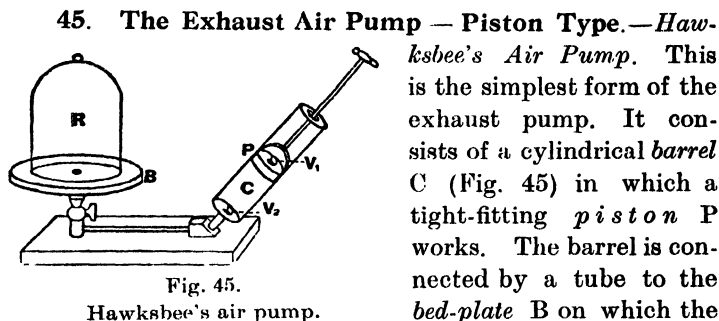 45. The Exhaust Air Pump — Piston Type.—Haw-
ksbee's Air Pump. This
is the simplest form of the
exhaust pump. It con-
sists of a cylindrical barrel
C (Fig. 45) in which a
tight-fitting piston P
works. The barrel is con-
nected by a tube to the
bed-plate B on which the
R
B
P
V₁
C
V₂
Fig. 45.
Hawksbee's air pump.